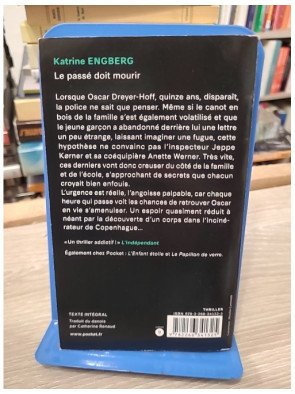 Katrine ENGBERG
Le passé doit mourir
Lorsque Oscar Dreyer-Hoff, quinze ans, disparaît,
la police ne sait que penser. Même si le canot en
bois de la famille s'est également volatilisé et que
le jeune garçon a abandonné derrière lui une lettre
un peu étrange, laissant imaginer une fugue, cette
hypothèse ne convainc pas l'inspecteur Jeppe
Kørner et sa coéquipière Anette Werner. Très vite,
ces derniers vont donc creuser du côté de la famille
et de l'école, s'approchant de secrets que chacun
croyait bien enfouis.
L'urgence est réelle, l'angoisse palpable, car chaque
heure qui passe voit les chances de retrouver Oscar
en vie s'amenuiser. Un espoir quasiment réduit à
néant par la découverte d'un corps dans l'inciné-
rateur de Copenhague...
« Un thriller addictif ! » L'Indépendant
Également chez Pocket : L'Enfant étoile et Le Papillon de verre.
TEXTE INTÉGRAL
Traduit du danois
par Catherine Renaud
www.pocket.fr
THRILLER